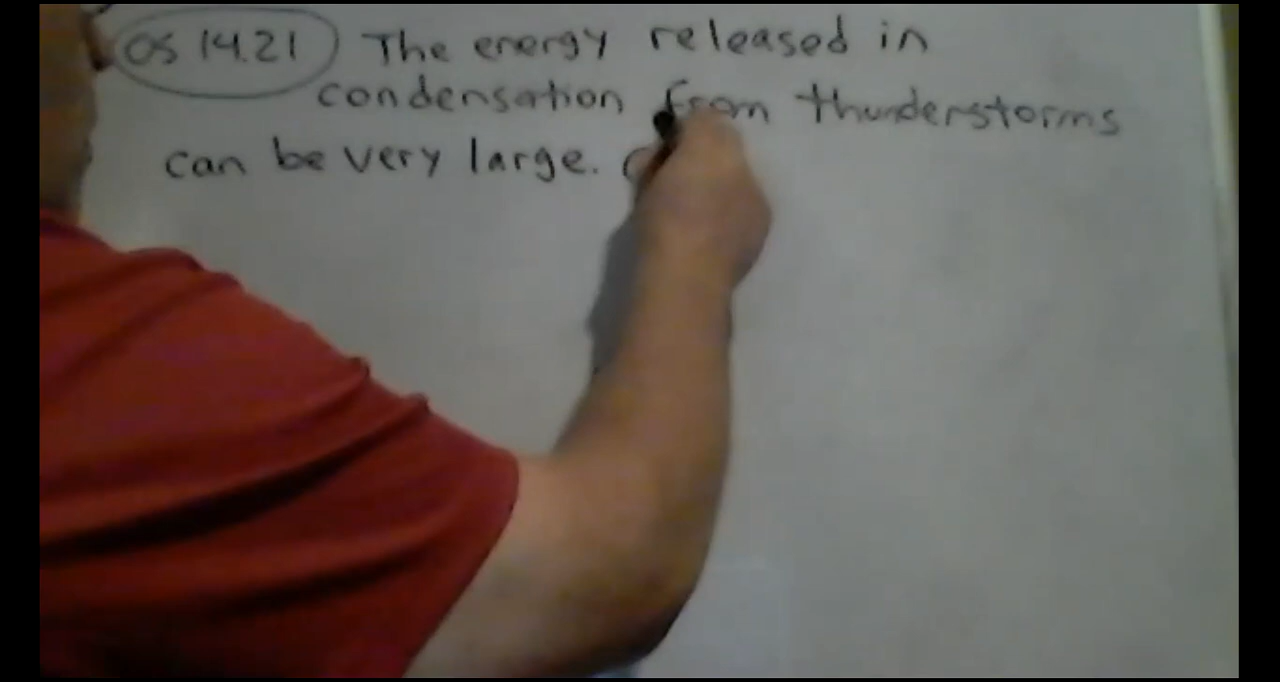 OS 14.21 The energy released in
condensation from thunderstorms
can be very large.